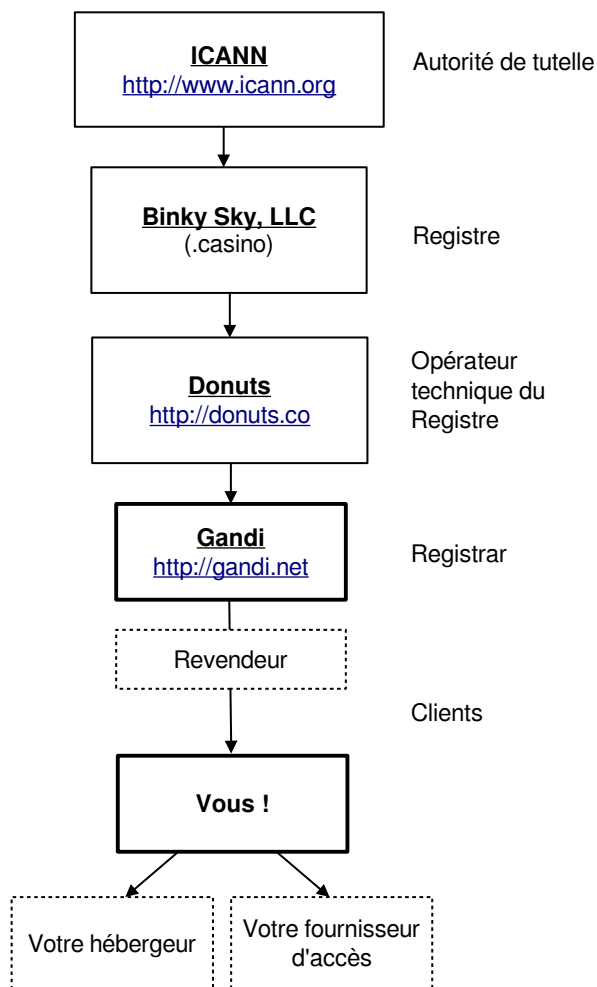 ICANN
http://www.icann.org
Autorité de tutelle
Binky Sky, LLC
(.casino)
Registre
Donuts
http://donuts.co
Opérateur
technique du
Registre
Gandi
http://gandi.net
Registrar
Revendeur
Clients
Vous !
Votre hébergeur
Votre fournisseur
d'accès